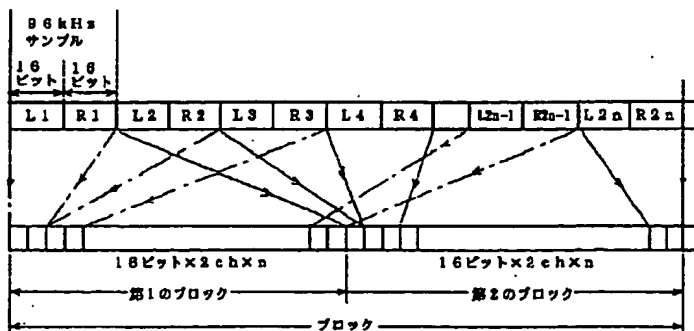 96kHz
サンプル
16 16
ビット ビット
L1 R1 L2 R2 L3 R3 L4 R4 L2n-1 R2n-1 L2n R2n
16ビット×2ch×n 16ビット×2ch×n
第1のブロック 第2のブロック
ブロック